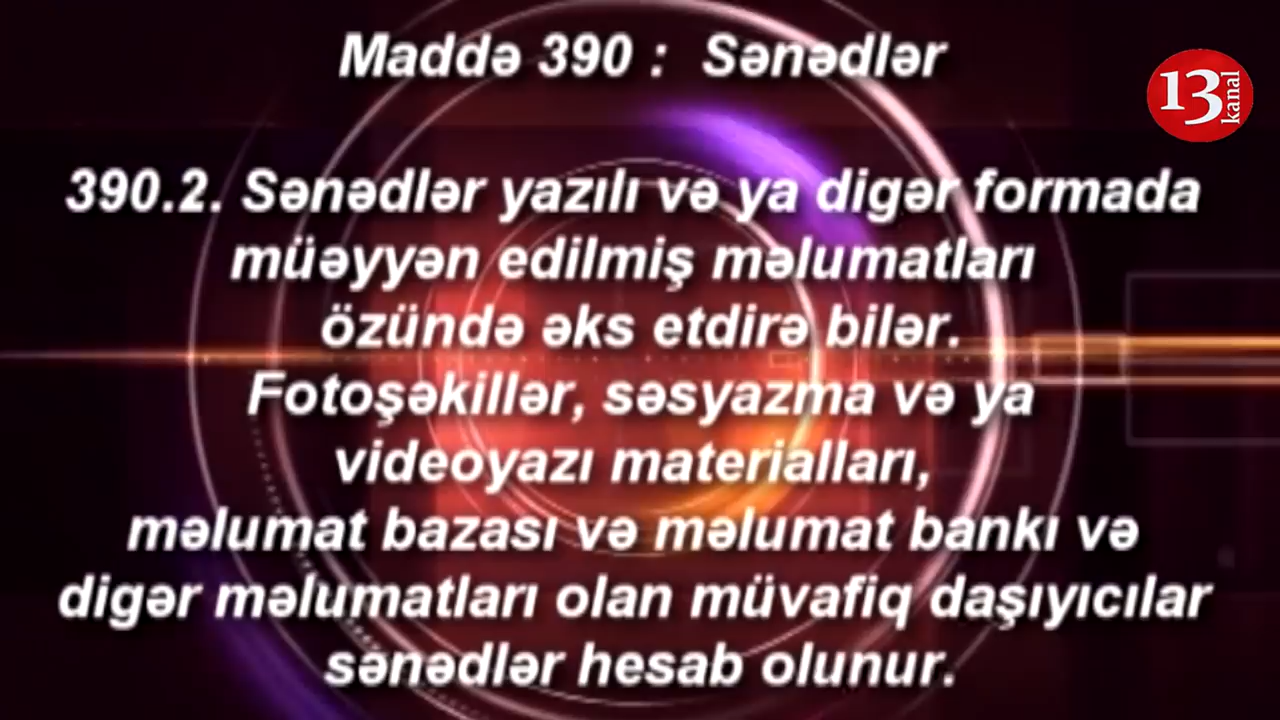 Maddə 390 : Sənədlər
13 kanal
390.2. Sənədlər yazılı və ya digər formada
müəyyən edilmiş məlumatları
özündə əks etdirə bilər.
Fotoşəkillər, səsyazma və ya
videoyazı materialları,
məlumat bazası və məlumat bankı və
digər məlumatları olan müvafiq daşıyıcılar
sənədlər hesab olunur.